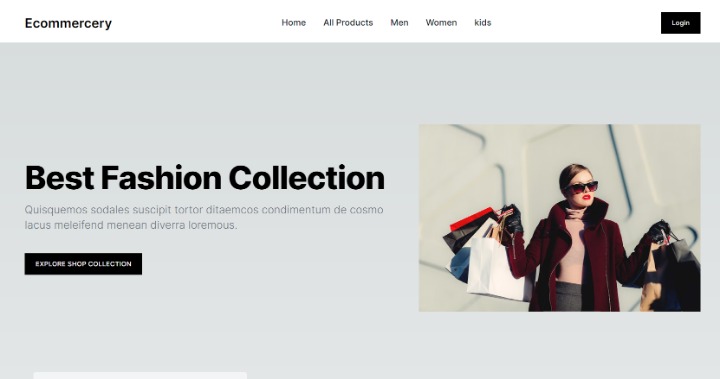 Ecommercery
Home
All Products
Men
Women
kids
Login
Best Fashion Collection
Quisquemos sodales suscipit tortor ditaemcos condimentum de cosmo
lacus meleifend menean diverra loremous.
EXPLORE SHOP COLLECTION